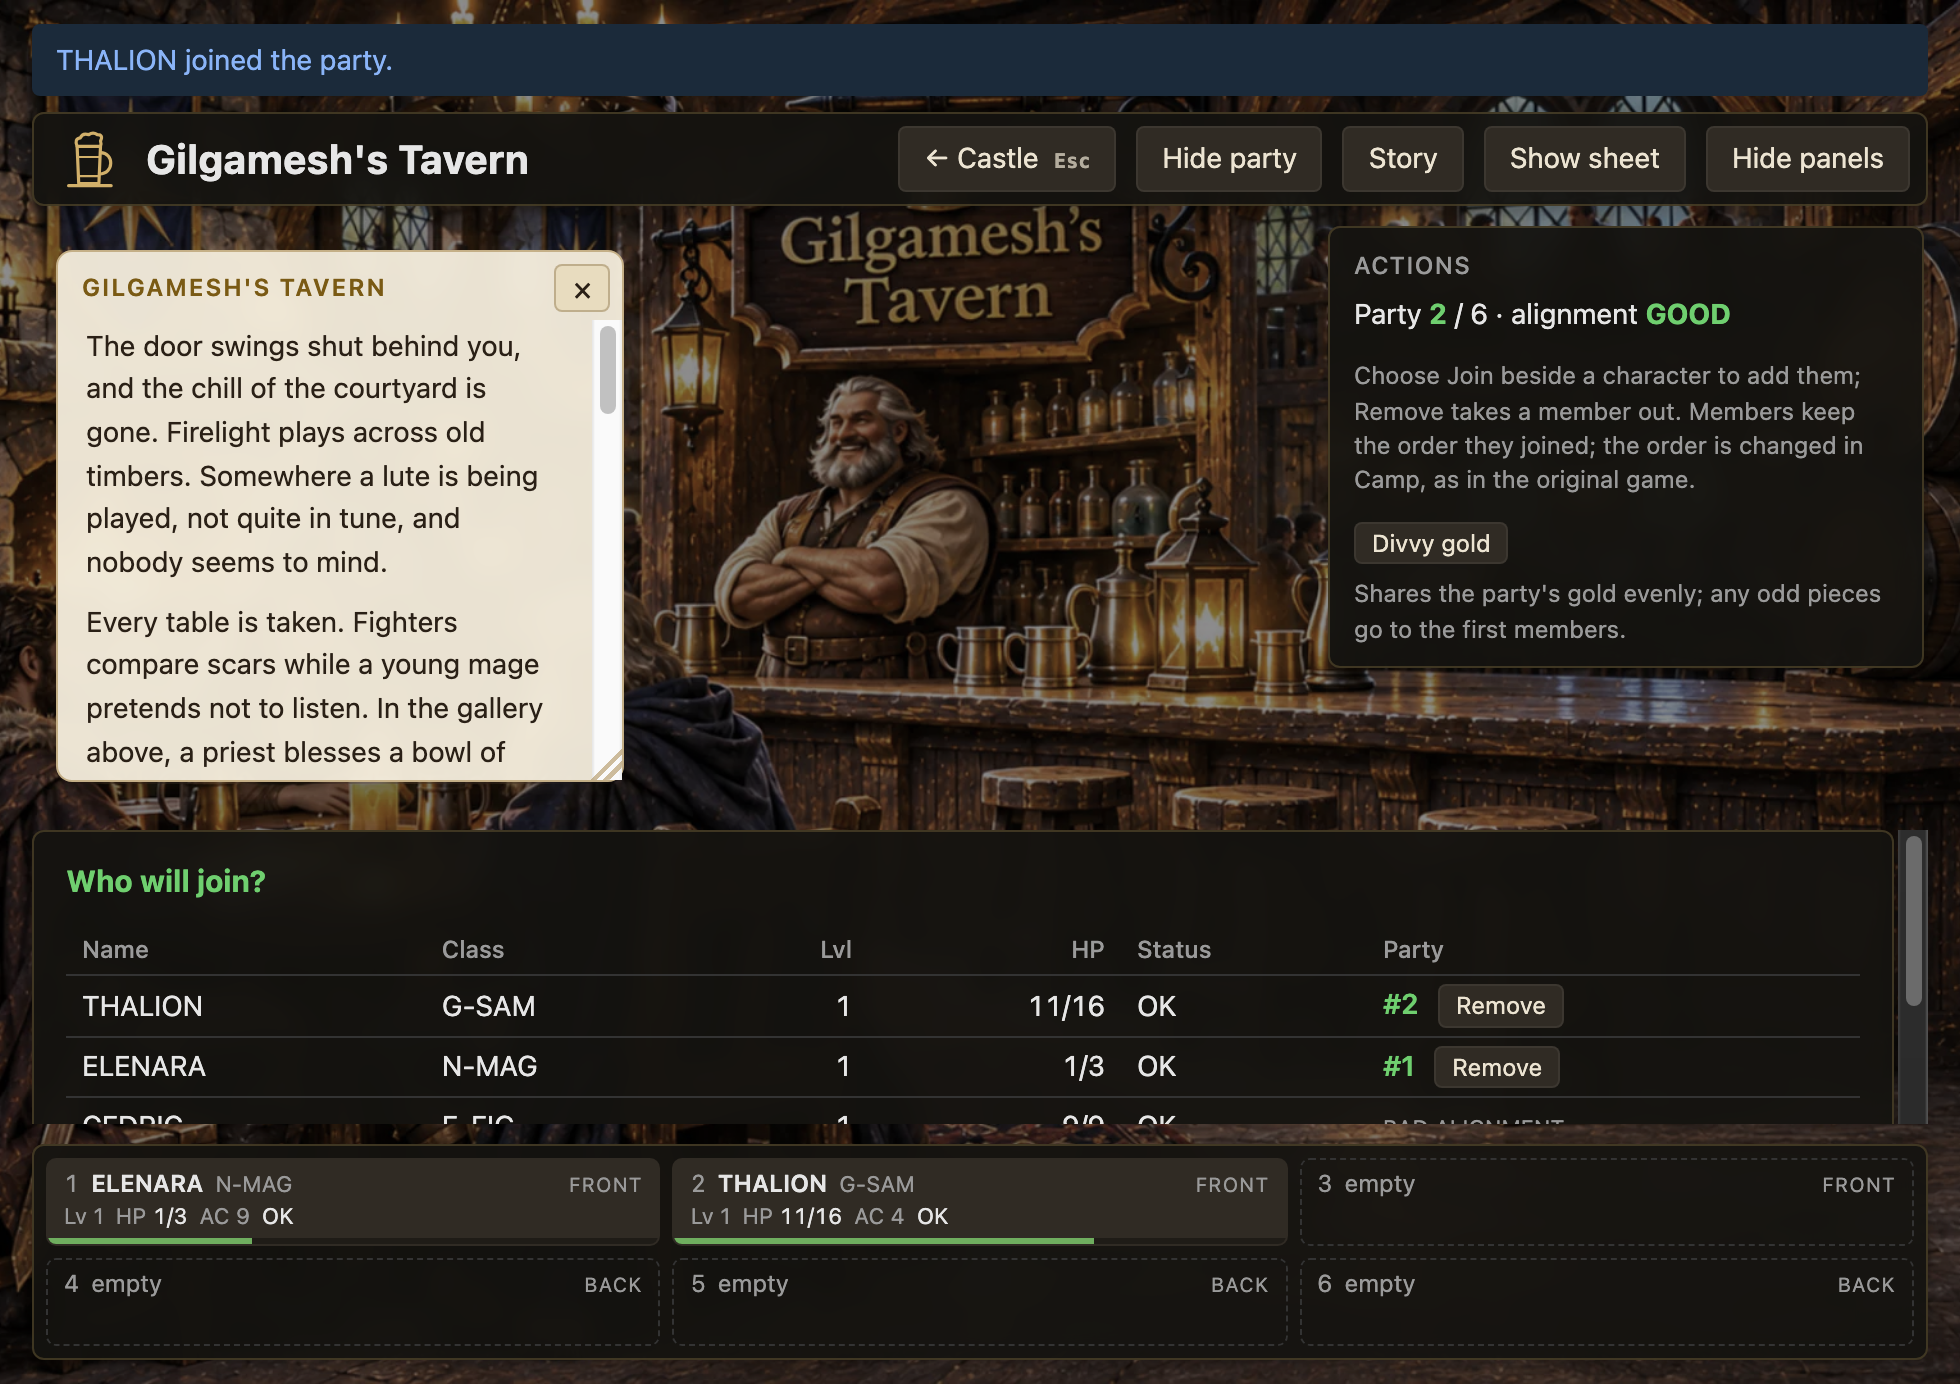 THALION joined the party.
Gilgamesh's Tavern
← Castle Esc
Hide party
Story
Show sheet
Hide panels
Gilgamesh's
Tavern
GILGAMESH'S TAVERN
×
The door swings shut behind you,
and the chill of the courtyard is
gone. Firelight plays across old
timbers. Somewhere a lute is being
played, not quite in tune, and
nobody seems to mind.
Every table is taken. Fighters
compare scars while a young mage
pretends not to listen. In the gallery
above, a priest blesses a bowl of
ACTIONS
Party 2 / 6 · alignment GOOD
Choose Join beside a character to add them;
Remove takes a member out. Members keep
the order they joined; the order is changed in
Camp, as in the original game.
Divvy gold
Shares the party's gold evenly; any odd pieces
go to the first members.
Who will join?
Name Class Lvl HP Status Party
THALION G-SAM 1 11/16 OK #2 Remove
ELENARA N-MAG 1 1/3 OK #1 Remove
1 ELENARA N-MAG FRONT
Lv 1 HP 1/3 AC 9 OK
2 THALION G-SAM FRONT
Lv 1 HP 11/16 AC 4 OK
3 empty FRONT
4 empty BACK
5 empty BACK
6 empty BACK